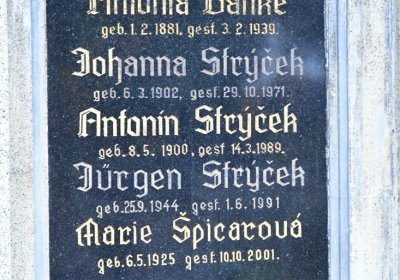 Antonia Hanke
geb. 1. 2. 1881, gest. 3. 2. 1939.
Johanna Strýček
geb. 6. 3. 1902, gest. 29. 10. 1971.
Antonín Strýček
geb. 8. 5. 1900, gest 14. 3. 1989.
Jürgen Strýček
geb. 25. 9. 1944 gest. 1. 6. 1991
Marie Špicarová
geb. 6. 5. 1925 gest. 10. 10. 2001.